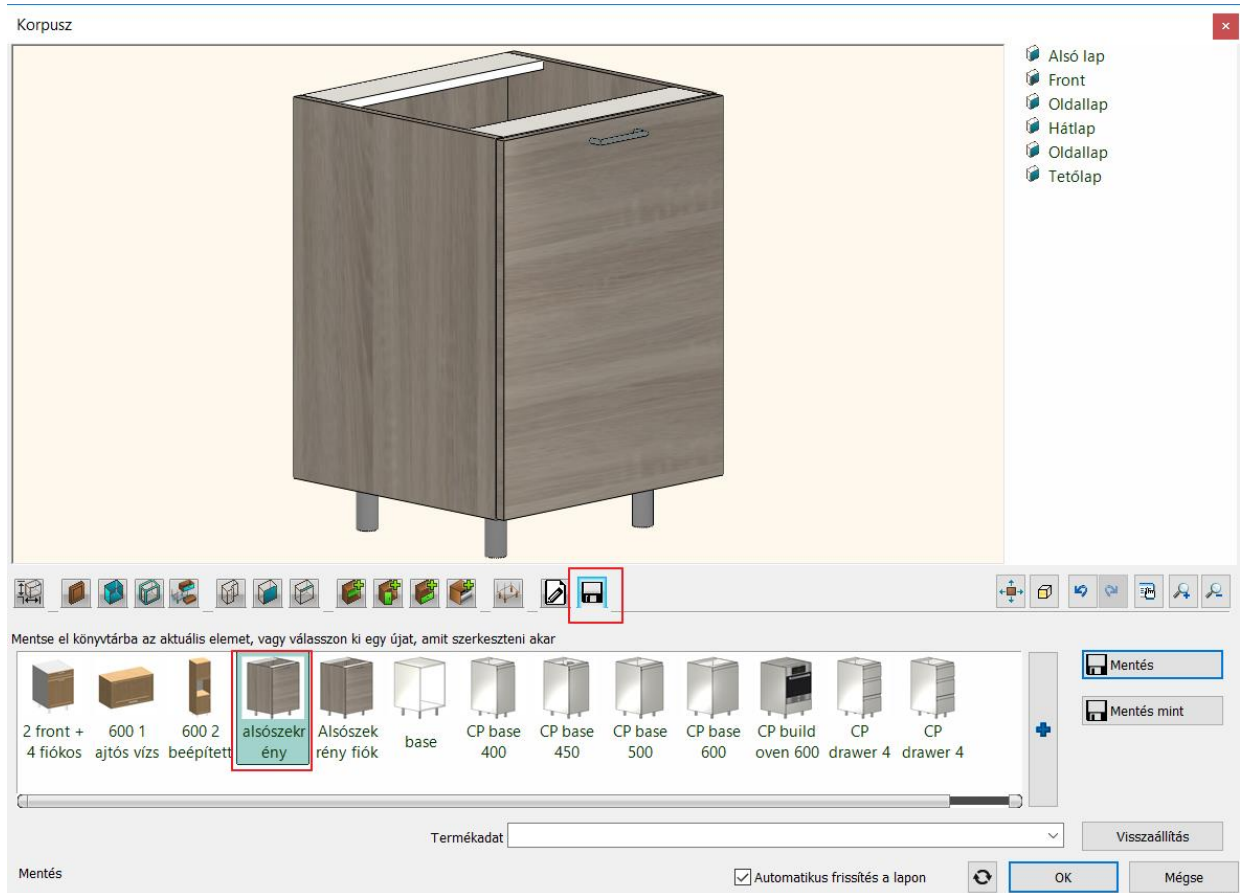 Korpusz
Alsó lap
Front
Oldallap
Hátlap
Oldallap
Tetőlap
Mentse el könyvtárba az aktuális elemet, vagy válasszon ki egy újat, amit szerkeszteni akar
2 front +
4 fiókos
600 1
ajtós vízs
600 2
beépített
alsószekr
ény
Alsószek
rény fiók
base
CP base
400
CP base
450
CP base
500
CP base
600
CP build
oven 600
CP
drawer 4
CP
drawer 4
Mentés
Mentés mint
Termékadat
Visszaállítás
Mentés
Automatikus frissítés a lapon
OK
Mégse